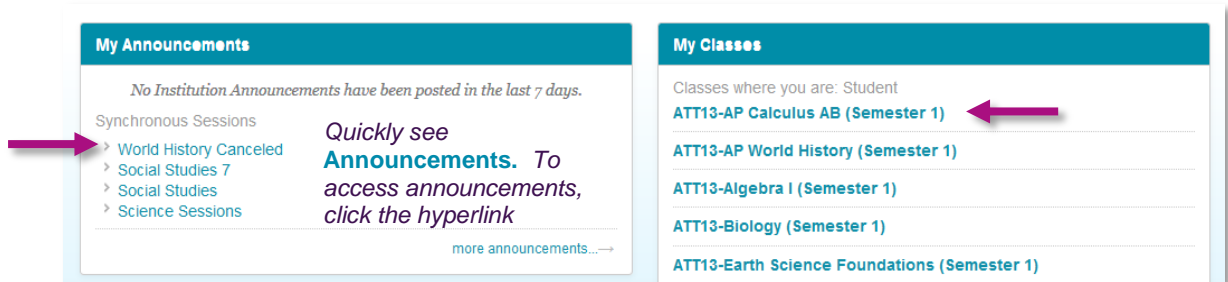 My Announcements
No Institution Announcements have been posted in the last 7 days.
Synchronous Sessions
World History Canceled
Social Studies 7
Social Studies
Science Sessions
Quickly see
Announcements. To
access announcements,
click the hyperlink
more announcements...→
My Classes
Classes where you are: Student
ATT13-AP Calculus AB (Semester 1)
ATT13-AP World History (Semester 1)
ATT13-Algebra I (Semester 1)
ATT13-Biology (Semester 1)
ATT13-Earth Science Foundations (Semester 1)